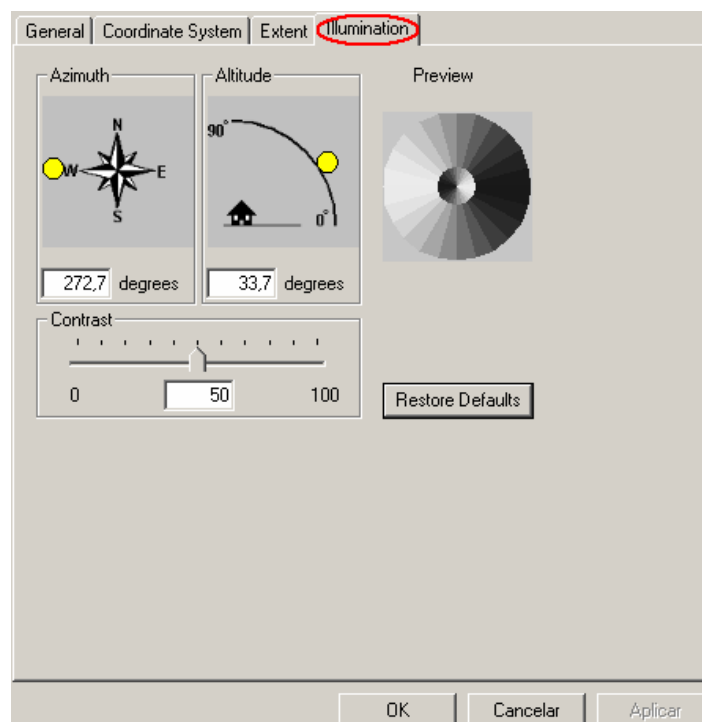 General Coordinate System Extent Illumination
Azimuth Altitude Preview
N
W E
S
90°
0°
272,7 degrees 33,7 degrees
Contrast
0 50 100
Restore Defaults
OK Cancelar Aplicar